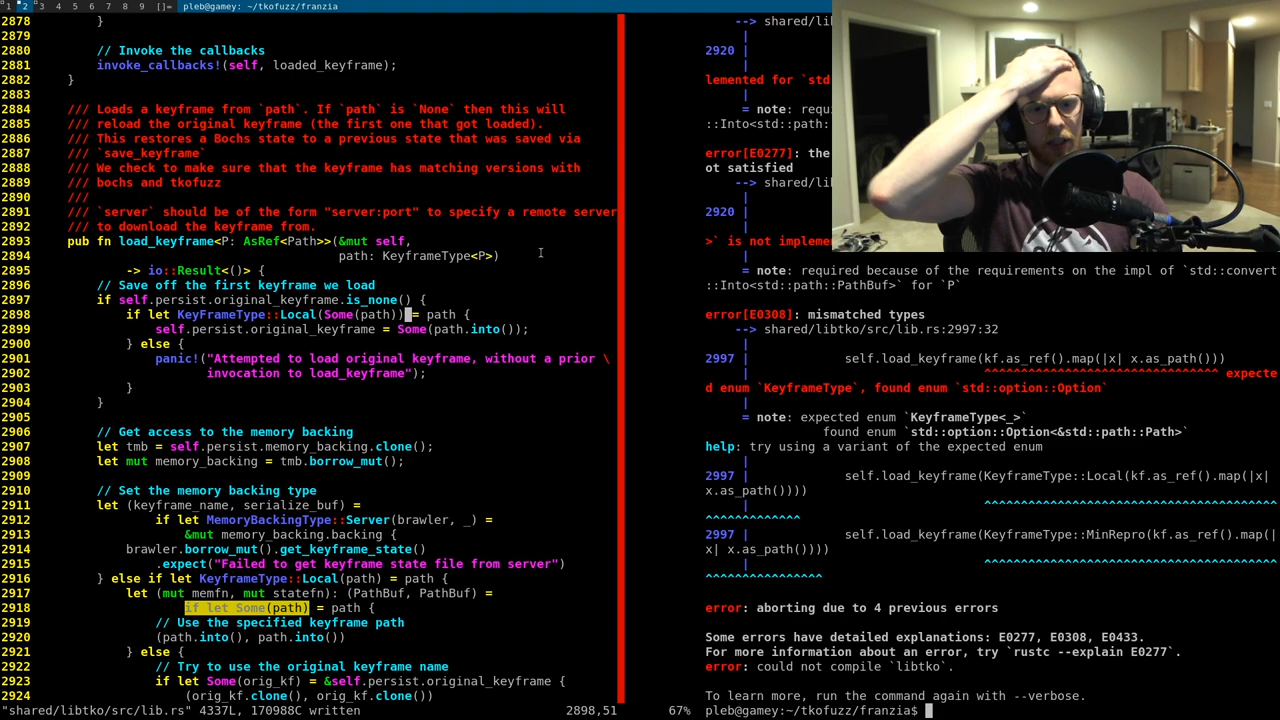 1 2 3 4 5 6 7 8 9 []= pleb@gamey: ~/tkofuzz/franzia
2878         }
2879
2880         // Invoke the callbacks
2881         invoke_callbacks!(self, loaded_keyframe);
2882     }
2883
2884     /// Loads a keyframe from `path`. If `path` is `None` then this will
2885     /// reload the original keyframe (the first one that got loaded).
2886     /// This restores a Bochs state to a previous state that was saved via
2887     /// `save_keyframe`
2888     /// We check to make sure that the keyframe has matching versions with
2889     /// bochs and tkofuzz
2890     ///
2891     /// `server` should be of the form "server:port" to specify a remote server
2892     /// to download the keyframe from.
2893     pub fn load_keyframe<P: AsRef<Path>>(&mut self,
2894                                          path: KeyframeType<P>)
2895             -> io::Result<()> {
2896         // Save off the first keyframe we load
2897         if self.persist.original_keyframe.is_none() {
2898             if let KeyFrameType::Local(Some(path)) = path {
2899                 self.persist.original_keyframe = Some(path.into());
2900             } else {
2901                 panic!("Attempted to load original keyframe, without a prior \
2902                        invocation to load_keyframe");
2903             }
2904         }
2905
2906         // Get access to the memory backing
2907         let tmb = self.persist.memory_backing.clone();
2908         let mut memory_backing = tmb.borrow_mut();
2909
2910         // Set the memory backing type
2911         let (keyframe_name, serialize_buf) =
2912                 if let MemoryBackingType::Server(brawler, _) =
2913                     &mut memory_backing.backing {
2914             brawler.borrow_mut().get_keyframe_state()
2915                 .expect("Failed to get keyframe state file from server")
2916         } else if let KeyframeType::Local(path) = path {
2917             let (mut memfn, mut statefn): (PathBuf, PathBuf) =
2918                     if let Some(path) = path {
2919                 // Use the specified keyframe path
2920                 (path.into(), path.into())
2921             } else {
2922                 // Try to use the original keyframe name
2923                 if let Some(orig_kf) = &self.persist.original_keyframe {
2924                     (orig_kf.clone(), orig_kf.clone())
"shared/libtko/src/lib.rs" 4337L, 170988C written 2898,51 67%
--> shared/lib
|
2920 |
|
lemented for `std
|
= note: requi
::Into<std::path:
error[E0277]: the
ot satisfied
--> shared/lib
|
2920 |
|
>` is not impleme
|
= note: required because of the requirements on the impl of `std::convert
::Into<std::path::PathBuf>` for `P`
error[E0308]: mismatched types
--> shared/libtko/src/lib.rs:2997:32
|
2997 |             self.load_keyframe(kf.as_ref().map(|x| x.as_path()))
|                                ^^^^^^^^^^^^^^^^^^^^^^^^^^^^^^^^ expecte
d enum `KeyframeType`, found enum `std::option::Option`
|
= note: expected enum `KeyframeType<_>`
found enum `std::option::Option<&std::path::Path>`
help: try using a variant of the expected enum
|
2997 |             self.load_keyframe(KeyframeType::Local(kf.as_ref().map(|x|
x.as_path())))
|                                ^^^^^^^^^^^^^^^^^^^^^^^^^^^^^^^^^^^^^^^^
^^^^^^^^^^^^^
2997 |             self.load_keyframe(KeyframeType::MinRepro(kf.as_ref().map(|
x| x.as_path())))
|                                ^^^^^^^^^^^^^^^^^^^^^^^^^^^^^^^^^^^^^^^^
^^^^^^^^^^^^^^^^
error: aborting due to 4 previous errors
Some errors have detailed explanations: E0277, E0308, E0433.
For more information about an error, try `rustc --explain E0277`.
error: could not compile `libtko`.
To learn more, run the command again with --verbose.
pleb@gamey:~/tkofuzz/franzia$